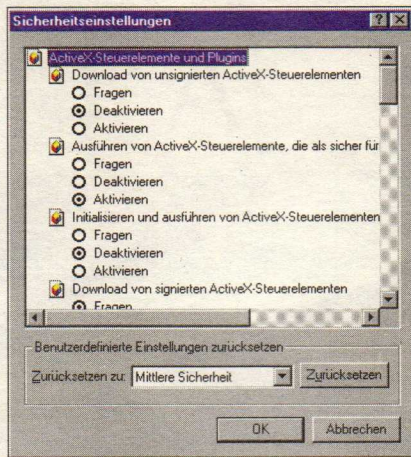 Sicherheitseinstellungen
ActiveX-Steuerelemente und Plugins
Download von unsignierten ActiveX-Steuerelementen
Fragen
Deaktivieren
Aktivieren
Ausführen von ActiveX-Steuerelemente, die als sicher für
Fragen
Deaktivieren
Aktivieren
Initialisieren und ausführen von ActiveX-Steuerelementen
Fragen
Deaktivieren
Aktivieren
Download von signierten ActiveX-Steuerelementen
Fragen
Benutzerdefinierte Einstellungen zurücksetzen
Zurücksetzen zu: Mittlere Sicherheit Zurücksetzen
OK Abbrechen